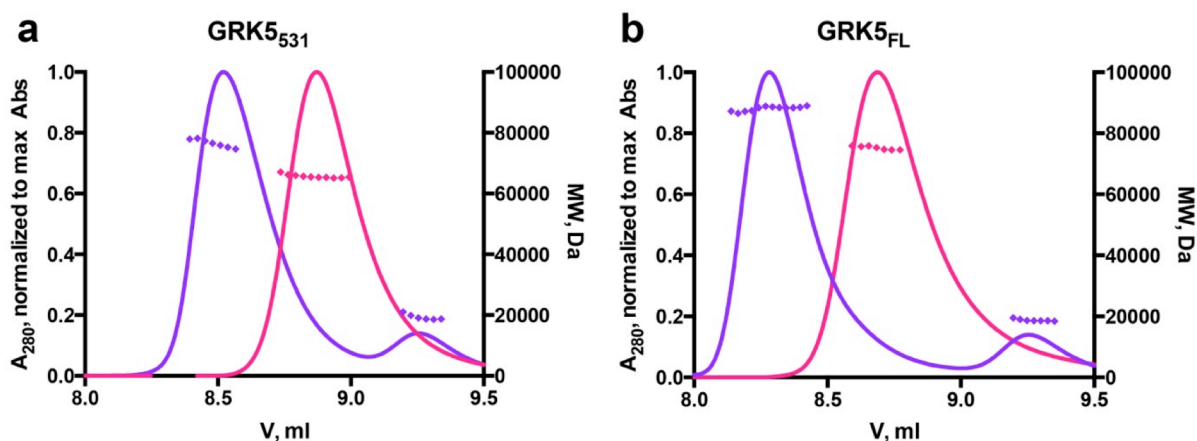 a
GRK5531
A280, normalized to max Abs
1.0
0.8
0.6
0.4
0.2
0.0
100000
80000
60000
40000
20000
0
MW, Da
8.0 8.5 9.0 9.5
V, ml
b
GRK5FL
A280, normalized to max Abs
1.0
0.8
0.6
0.4
0.2
0.0
100000
80000
60000
40000
20000
0
MW, Da
8.0 8.5 9.0 9.5
V, ml